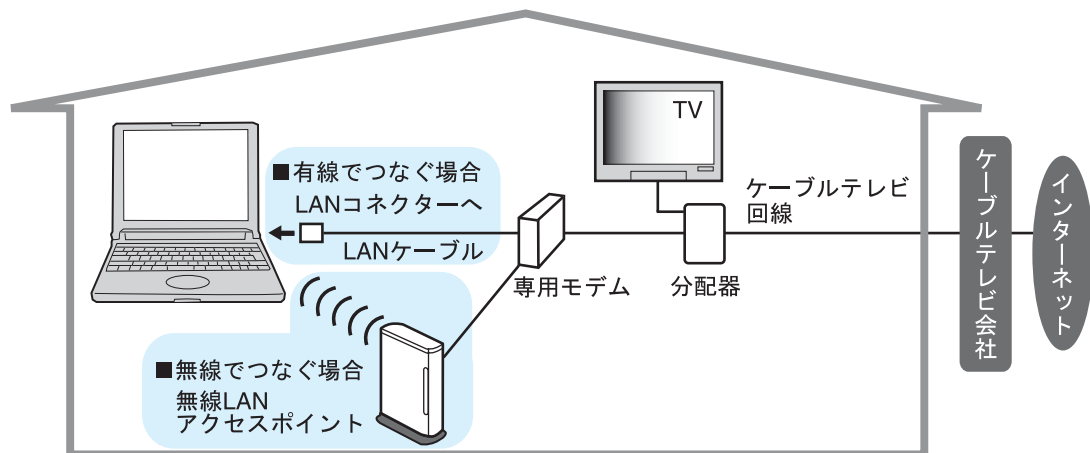 TV
■有線でつなぐ場合
LANコネクターへ
LANケーブル
ケーブルテレビ
回線
専用モデム
分配器
ケーブルテレビ会社
インターネット
■無線でつなぐ場合
無線LAN
アクセスポイント